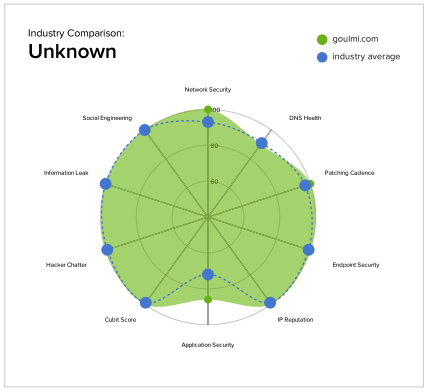 Industry Comparison:
Unknown
goulmi.com
industry average
Network Security
Social Engineering
DNS Health
Information Leak
Patching Cadence
Hacker Chatter
Endpoint Security
Cubit Score
IP Reputation
Application Security
80
60